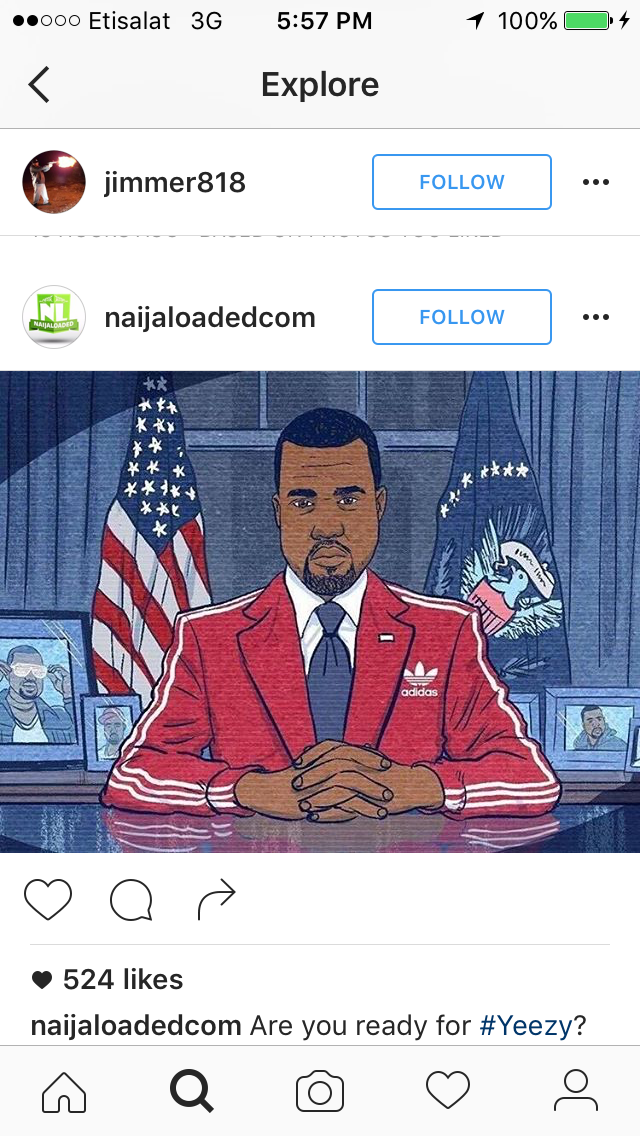 Etisalat 3G 5:57 PM 100%
Explore
jimmer818 FOLLOW
NL
NAIJALOADED
naijaloadedcom FOLLOW
adidas
524 likes
naijaloadedcom Are you ready for #Yeezy?